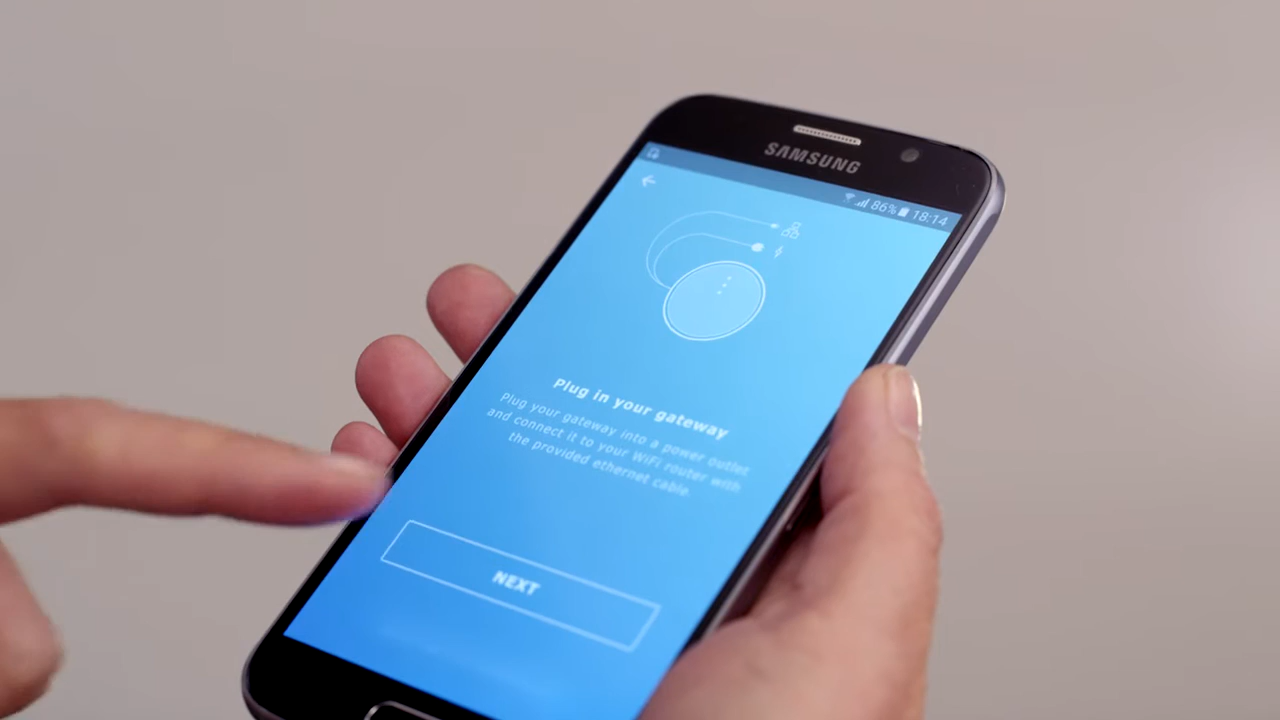 SAMSUNG
86% 18:14
Plug in your gateway
Plug your gateway into a power outlet
and connect it to your WiFi router with
the provided ethernet cable.
NEXT